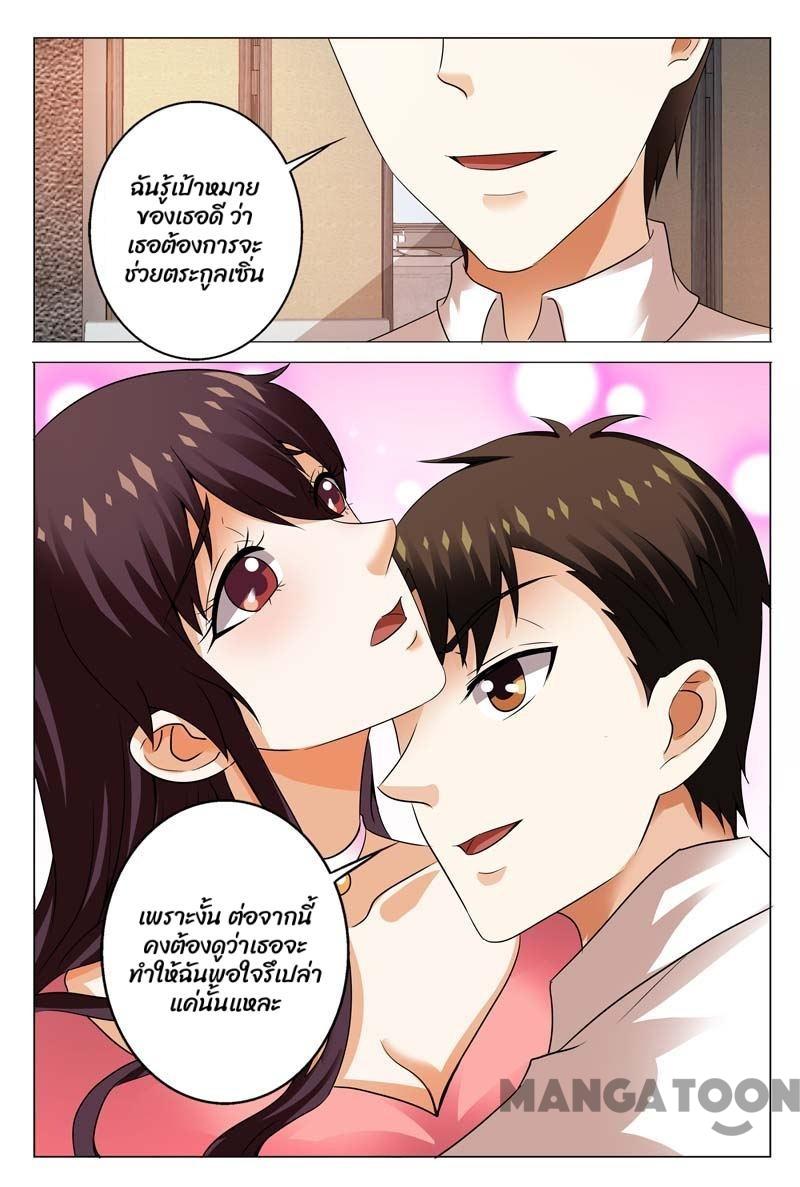 ฉันรู้เป้าหมาย
ของเธอดี ว่า
เธอต้องการจะ
ช่วยตระกูลเซิ่น
เพราะงั้น ต่อจากนี้
คงต้องดูว่าเธอจะ
ทำให้ฉันพอใจรึเปล่า
แค่นั้นแหละ
MANGATOON